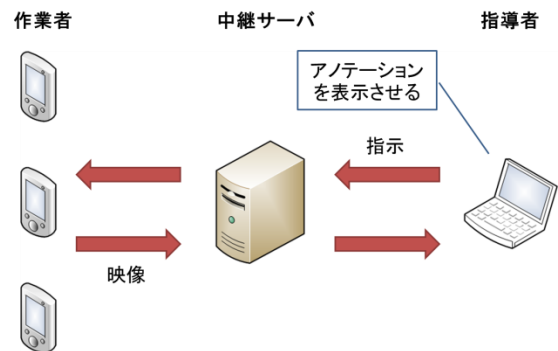 作業者
中継サーバ
指導者
アノテーション
を表示させる
指示
映像